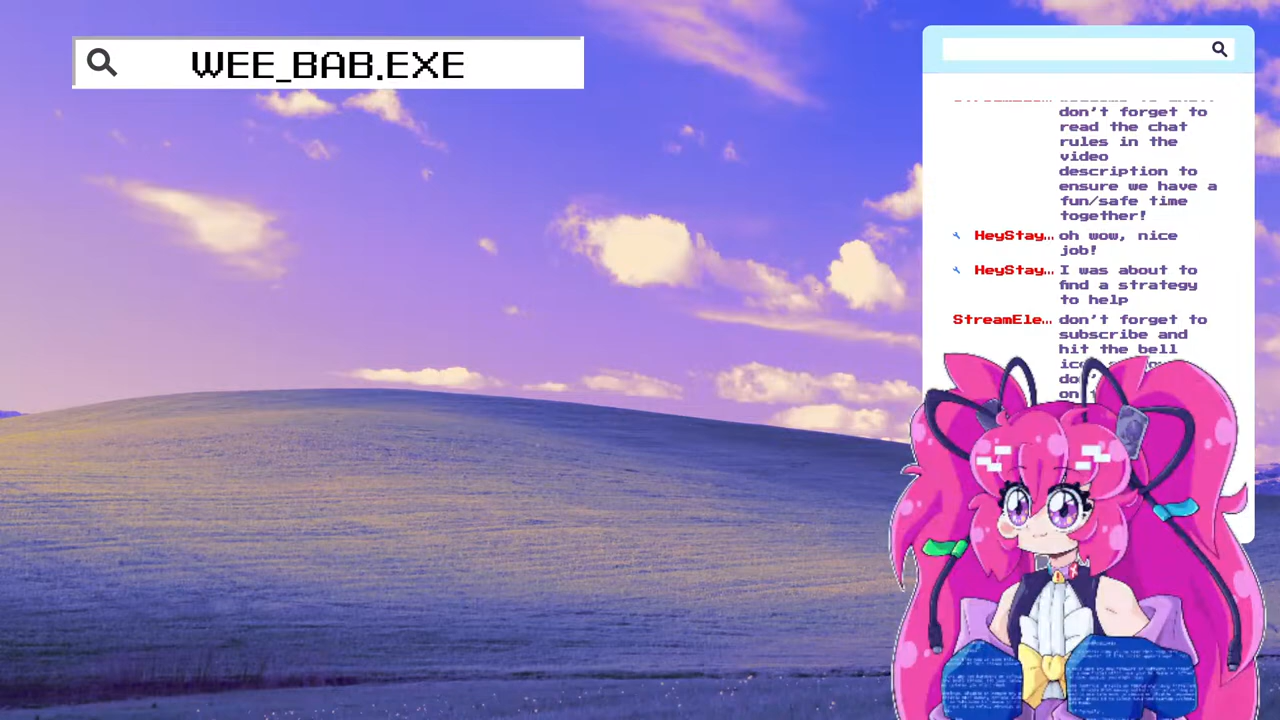 WEE_BAB.EXE
don't forget to
read the chat
rules in the
video
description to
ensure we have a
fun/safe time
together!
HeyStay… oh wow, nice
job!
HeyStay… I was about to
find a strategy
to help
StreamEle… don't forget to
subscribe and
hit the bell